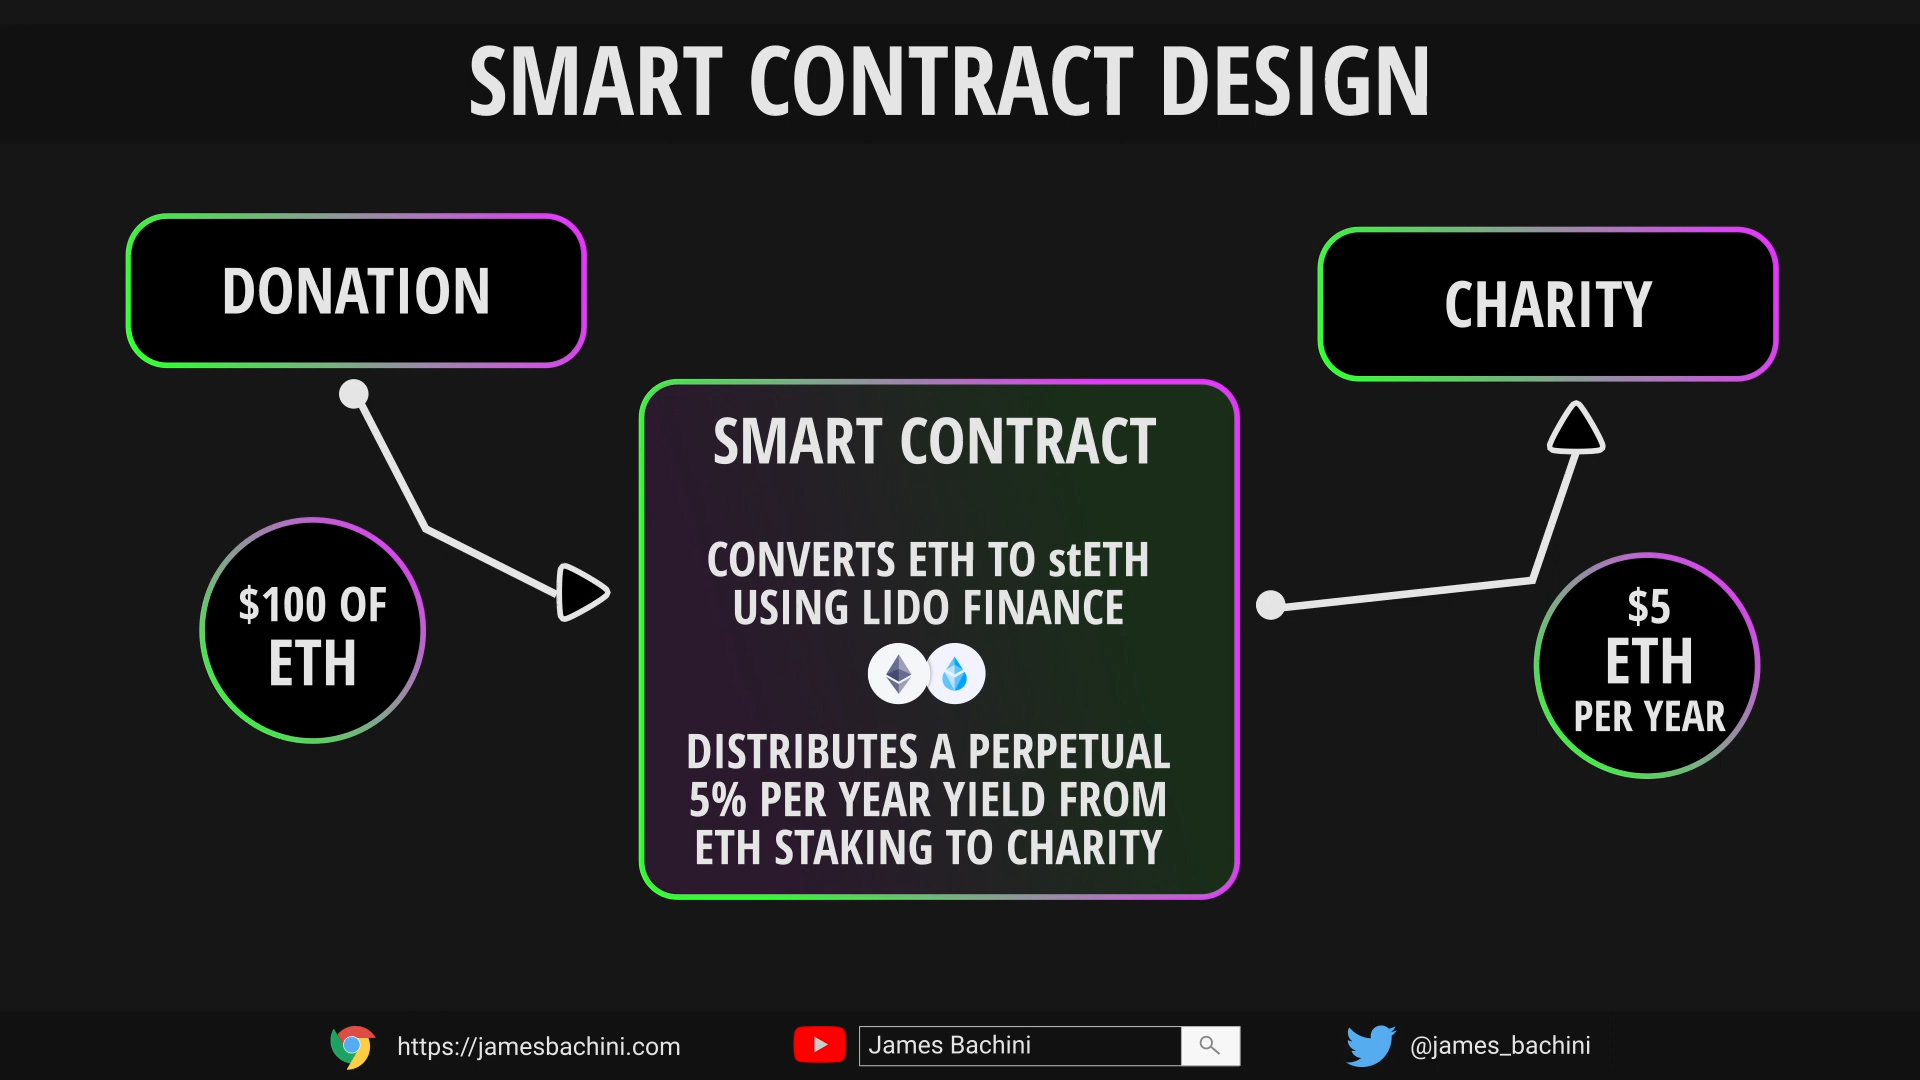 SMART CONTRACT DESIGN
DONATION
CHARITY
SMART CONTRACT
CONVERTS ETH TO stETH
USING LIDO FINANCE
DISTRIBUTES A PERPETUAL
5% PER YEAR YIELD FROM
ETH STAKING TO CHARITY
$100 OF
ETH
$5
ETH
PER YEAR
https://jamesbachini.com
James Bachini
@james_bachini